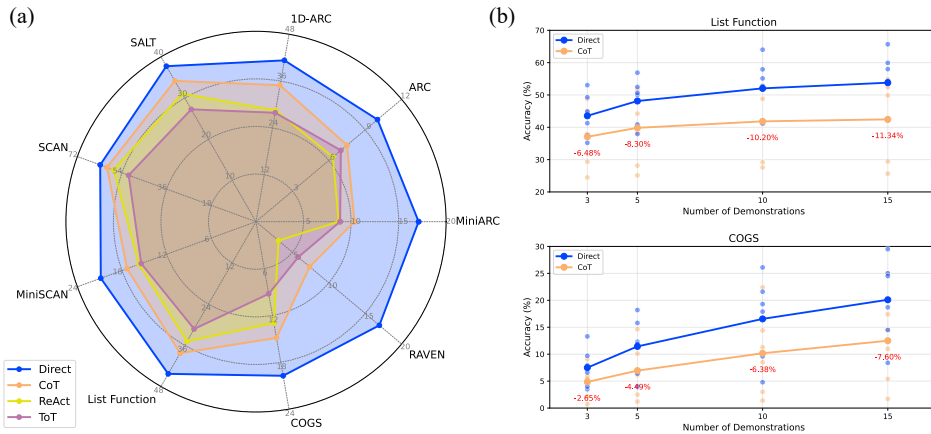 (a)
1D-ARC
48
36
24
12
ARC
12
9
6
3
MiniARC
20
15
10
5
RAVEN
20
15
COGS
24
18
12
6
List Function
48
36
24
12
MiniSCAN
24
18
12
6
SCAN
72
54
36
18
SALT
40
30
20
Direct
CoT
ReAct
ToT
(b)
List Function
Accuracy (%)
70
60
50
40
30
20
Direct
CoT
-6.48%
-8.30%
-10.20%
-11.34%
3
5
10
15
Number of Demonstrations
COGS
Accuracy (%)
30
25
20
15
10
5
0
Direct
CoT
-2.65%
-4.49%
-6.38%
-7.60%
3
5
10
15
Number of Demonstrations